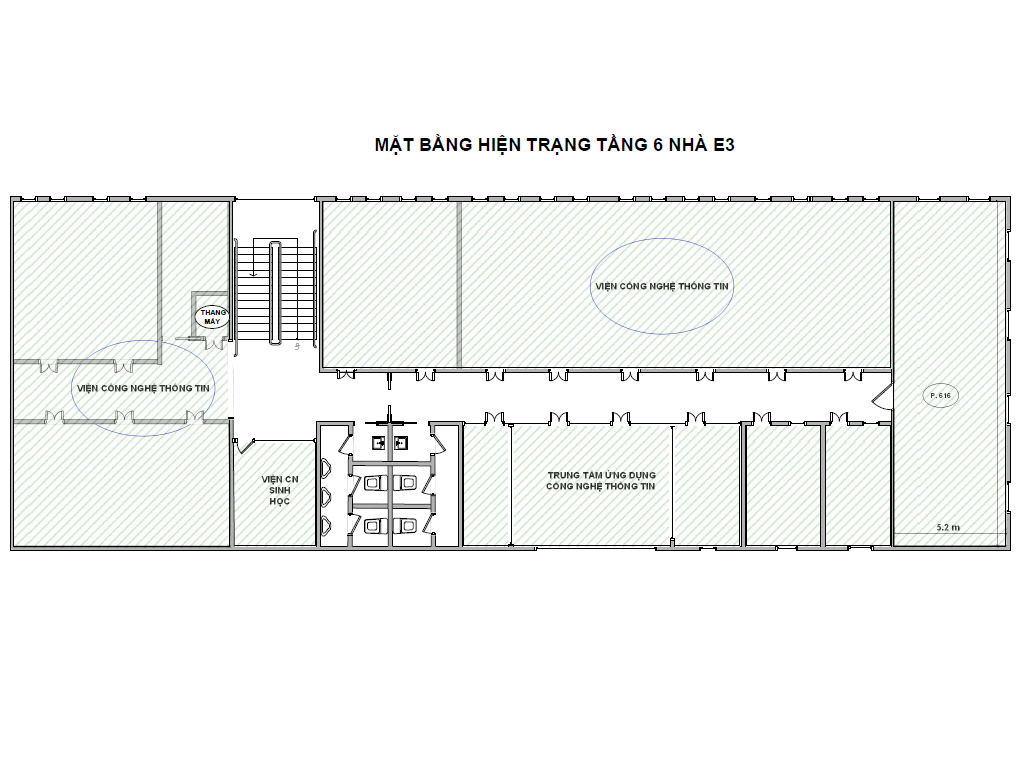 MẶT BẰNG HIỆN TRẠNG TẦNG 6 NHÀ E3
VIỆN CÔNG NGHỆ THÔNG TIN
THANG
MÁY
VIỆN CÔNG NGHỆ THÔNG TIN
P. 616
VIỆN CN
SINH
HỌC
TRUNG TÂM ỨNG DỤNG
CÔNG NGHỆ THÔNG TIN
5.2 m